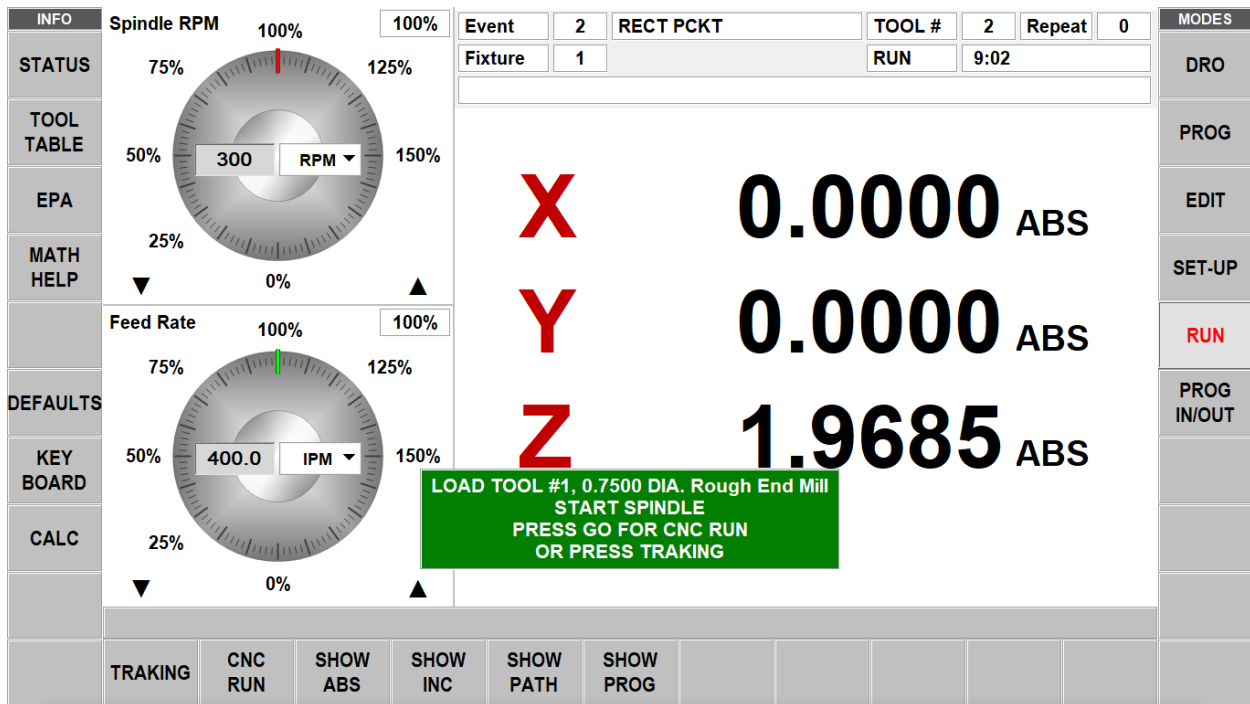 INFO
STATUS
TOOL
TABLE
EPA
MATH
HELP
DEFAULTS
KEY
BOARD
CALC
Spindle RPM
100%
100%
75%
125%
50%
300
RPM
150%
25%
0%
▼
▲
Feed Rate
100%
100%
75%
125%
50%
400.0
IPM
150%
25%
0%
▼
▲
Event 2 RECT PCKT TOOL # 2 Repeat 0
Fixture 1 RUN 9:02
X 0.0000 ABS
Y 0.0000 ABS
Z 1.9685 ABS
LOAD TOOL #1, 0.7500 DIA. Rough End Mill
START SPINDLE
PRESS GO FOR CNC RUN
OR PRESS TRAKING
MODES
DRO
PROG
EDIT
SET-UP
RUN
PROG
IN/OUT
TRAKING
CNC
RUN
SHOW
ABS
SHOW
INC
SHOW
PATH
SHOW
PROG